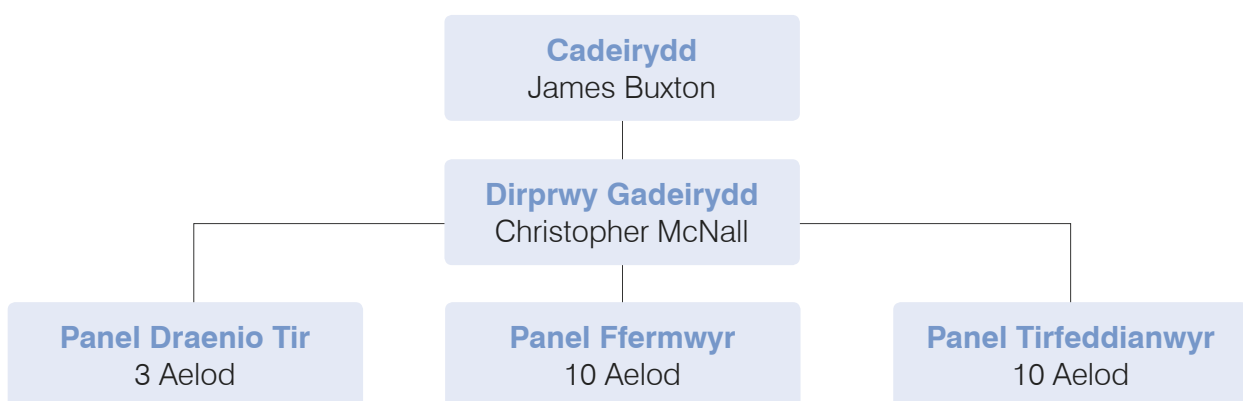 Cadeirydd
James Buxton
Dirprwy Gadeirydd
Christopher McNall
Panel Draenio Tir
3 Aelod
Panel Ffermwyr
10 Aelod
Panel Tirfeddianwyr
10 Aelod